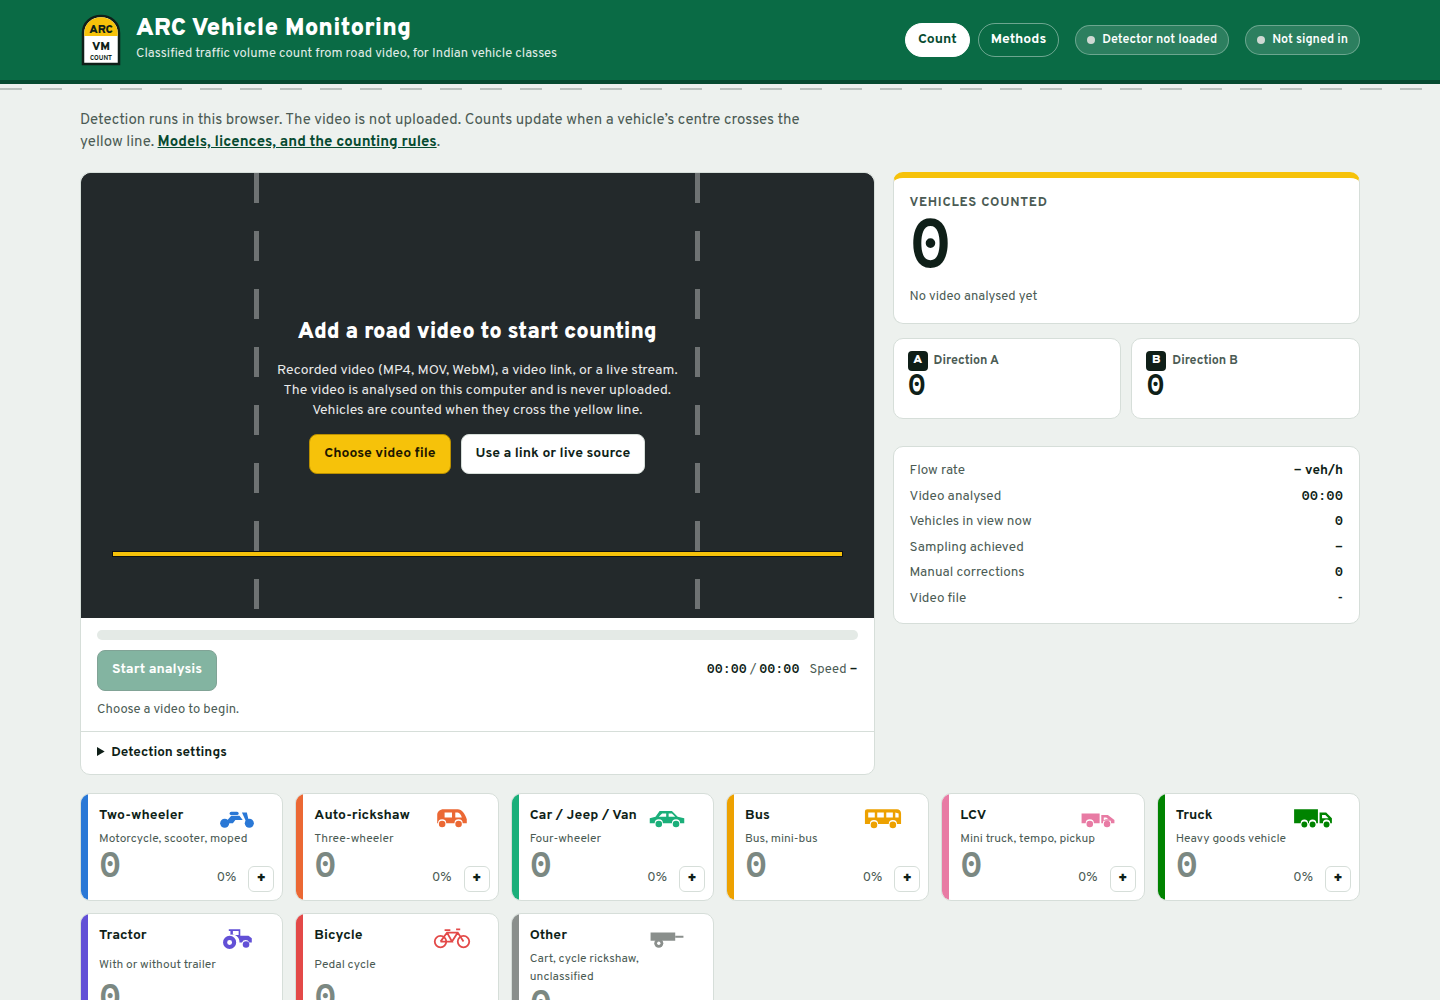 ARC
VM
COUNT
ARC Vehicle Monitoring
Classified traffic volume count from road video, for Indian vehicle classes
Count
Methods
Detector not loaded
Not signed in
Detection runs in this browser. The video is not uploaded. Counts update when a vehicle's centre crosses the
yellow line. Models, licences, and the counting rules.
Add a road video to start counting
Recorded video (MP4, MOV, WebM), a video link, or a live stream.
The video is analysed on this computer and is never uploaded.
Vehicles are counted when they cross the yellow line.
Choose video file
Use a link or live source
Start analysis
00:00 / 00:00 Speed –
Choose a video to begin.
▶ Detection settings
VEHICLES COUNTED
0
No video analysed yet
A Direction A
0
B Direction B
0
Flow rate – veh/h
Video analysed 00:00
Vehicles in view now 0
Sampling achieved –
Manual corrections 0
Video file -
Two-wheeler
Motorcycle, scooter, moped
0 0% +
Auto-rickshaw
Three-wheeler
0 0% +
Car / Jeep / Van
Four-wheeler
0 0% +
Bus
Bus, mini-bus
0 0% +
LCV
Mini truck, tempo, pickup
0 0% +
Truck
Heavy goods vehicle
0 0% +
Tractor
With or without trailer
0
Bicycle
Pedal cycle
0
Other
Cart, cycle rickshaw,
unclassified
0